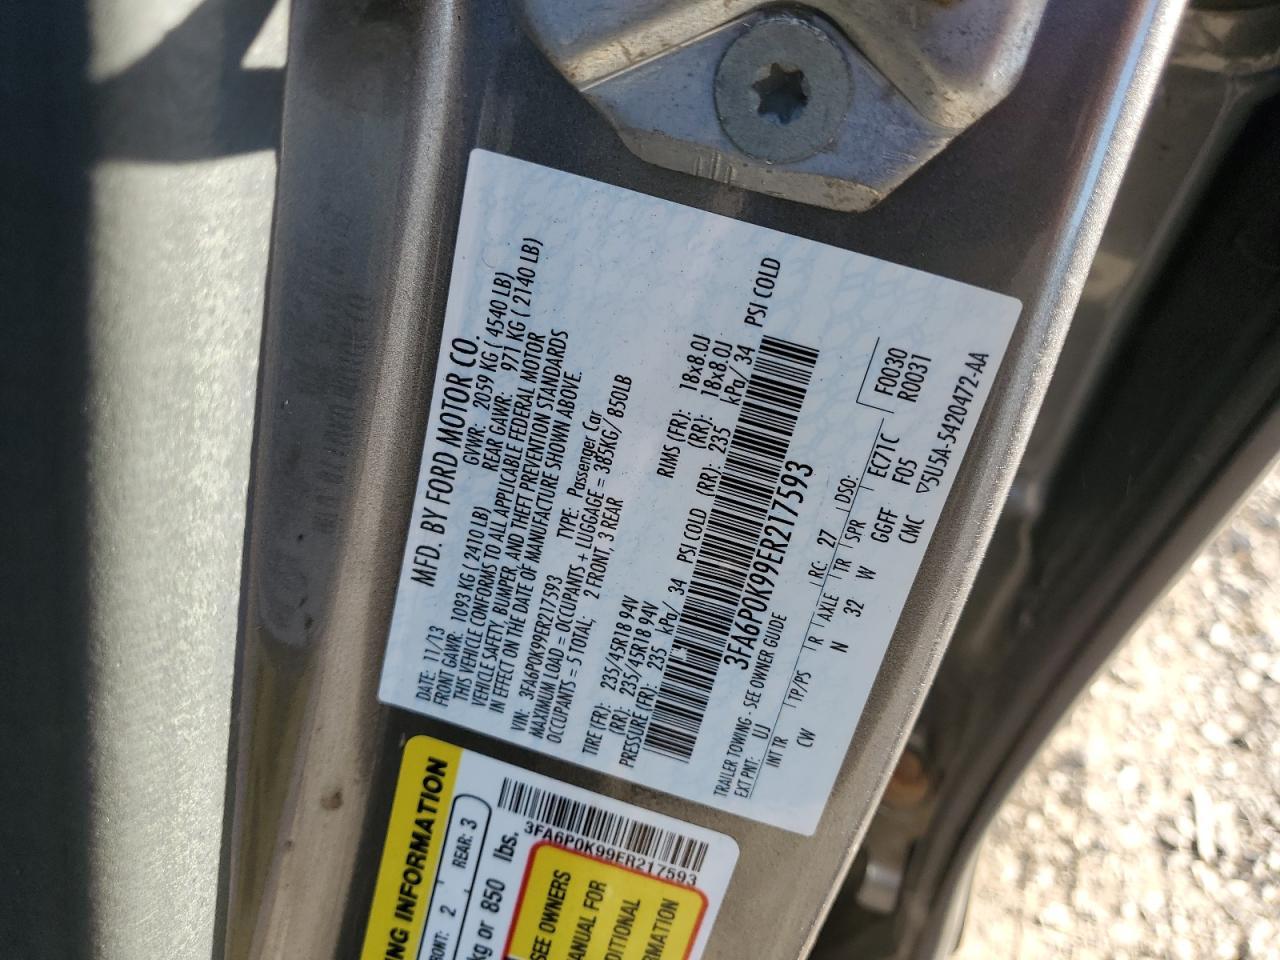 MFD. BY FORD MOTOR CO.
DATE: 11/13 GVWR: 2059 KG ( 4540 LB)
FRONT GAWR: 1093 KG ( 2410 LB) REAR GAWR: 971 KG ( 2140 LB)
THIS VEHICLE CONFORMS TO ALL APPLICABLE FEDERAL MOTOR
VEHICLE SAFETY, BUMPER, AND THEFT PREVENTION STANDARDS
IN EFFECT ON THE DATE OF MANUFACTURE SHOWN ABOVE.
VIN: 3FA6P0K99ER217593 TYPE: Passenger Car
MAXIMUM LOAD = OCCUPANTS + LUGGAGE = 385KG/850LB
OCCUPANTS = 5 TOTAL; 2 FRONT, 3 REAR
TIRE (FR): 235/45R18 94V RIMS (FR): 18x8.0J
(RR): 235/45R18 94V (RR): 18x8.0J
PRESSURE (FR): 235 kPa/ 34 PSI COLD (RR): 235 kPa/ 34 PSI COLD
3FA6P0K99ER217593
TRAILER TOWING - SEE OWNER GUIDE
EXT PNT: UJ RC: 27 DSO: F0030
INT TR TP/PS R AXLE TR SPR EC71C R0031
CW N 32 W GGFF F05
CMC ▽5U5A-5420472-AA
3FA6P0K99ER217593
ING INFORMATION
RONT: 2 REAR: 3
kg or 850 lbs.
SEE OWNERS
ANUAL FOR
DITIONAL
RMATION